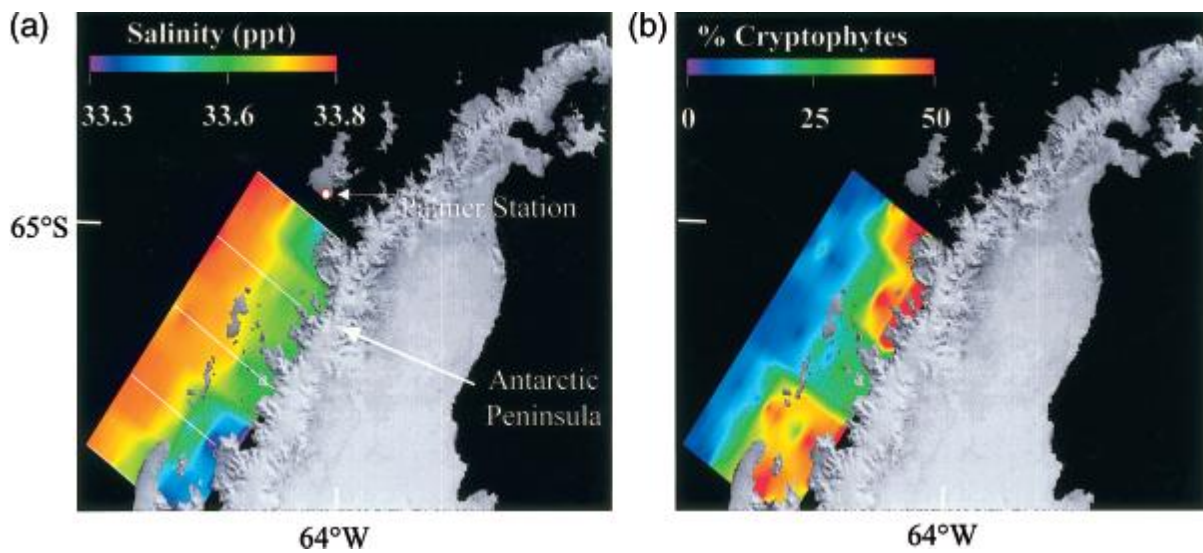 (a)
Salinity (ppt)
33.3 33.6 33.8
Palmer Station
65°S
Antarctic
Peninsula
64°W
(b)
% Cryptophytes
0 25 50
64°W